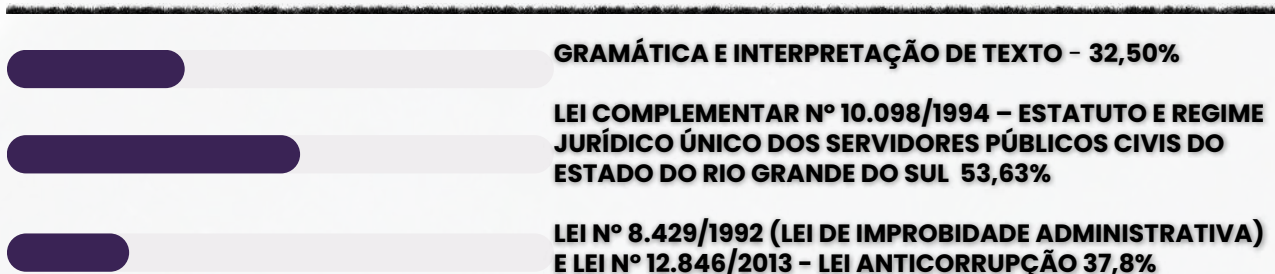 GRAMÁTICA E INTERPRETAÇÃO DE TEXTO - 32,50%
LEI COMPLEMENTAR Nº 10.098/1994 – ESTATUTO E REGIME
JURÍDICO ÚNICO DOS SERVIDORES PÚBLICOS CIVIS DO
ESTADO DO RIO GRANDE DO SUL 53,63%
LEI Nº 8.429/1992 (LEI DE IMPROBIDADE ADMINISTRATIVA)
E LEI Nº 12.846/2013 - LEI ANTICORRUPÇÃO 37,8%